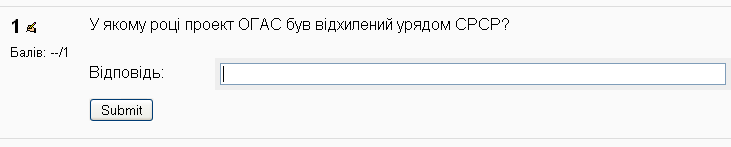 1 У якому році проект ОГАС був відхилений урядом СРСР?
Балів: --/1
Відповідь:
Submit